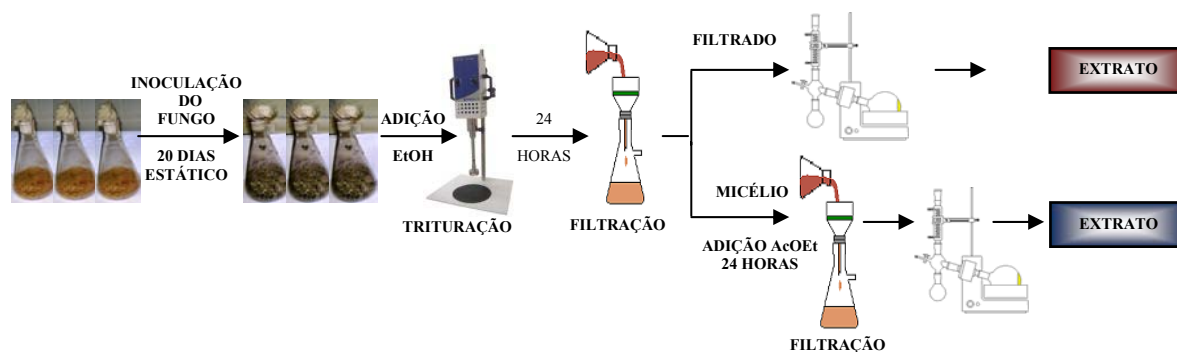 INOCULAÇÃO
DO
FUNGO
20 DIAS
ESTÁTICO
ADIÇÃO
EtOH
TRITURAÇÃO
24
HORAS
FILTRAÇÃO
FILTRADO
EXTRATO
MICÉLIO
ADIÇÃO AcOEt
24 HORAS
FILTRAÇÃO
EXTRATO